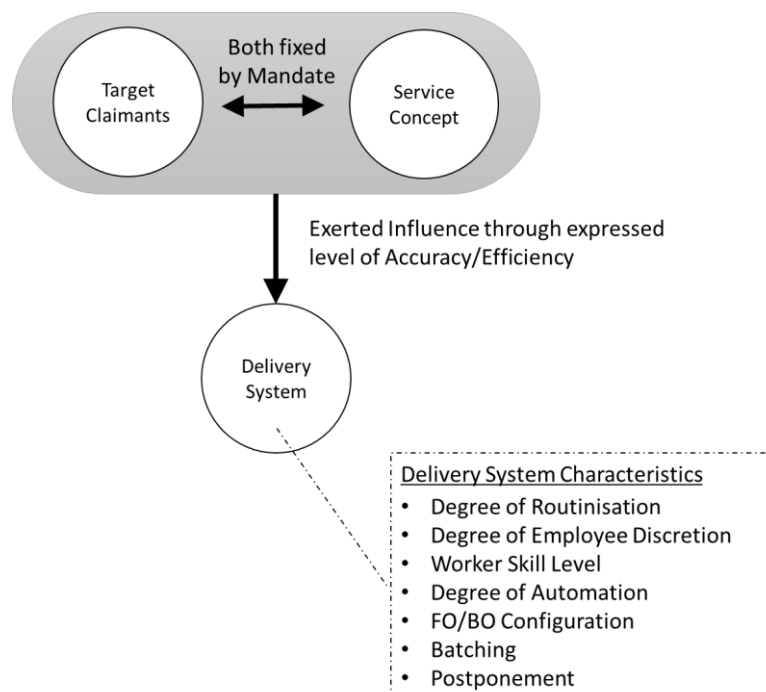 Both fixed
by Mandate
Target
Claimants
Service
Concept
Exerted Influence through expressed
level of Accuracy/Efficiency
Delivery
System
Delivery System Characteristics
• Degree of Routinisation
• Degree of Employee Discretion
• Worker Skill Level
• Degree of Automation
• FO/BO Configuration
• Batching
• Postponement